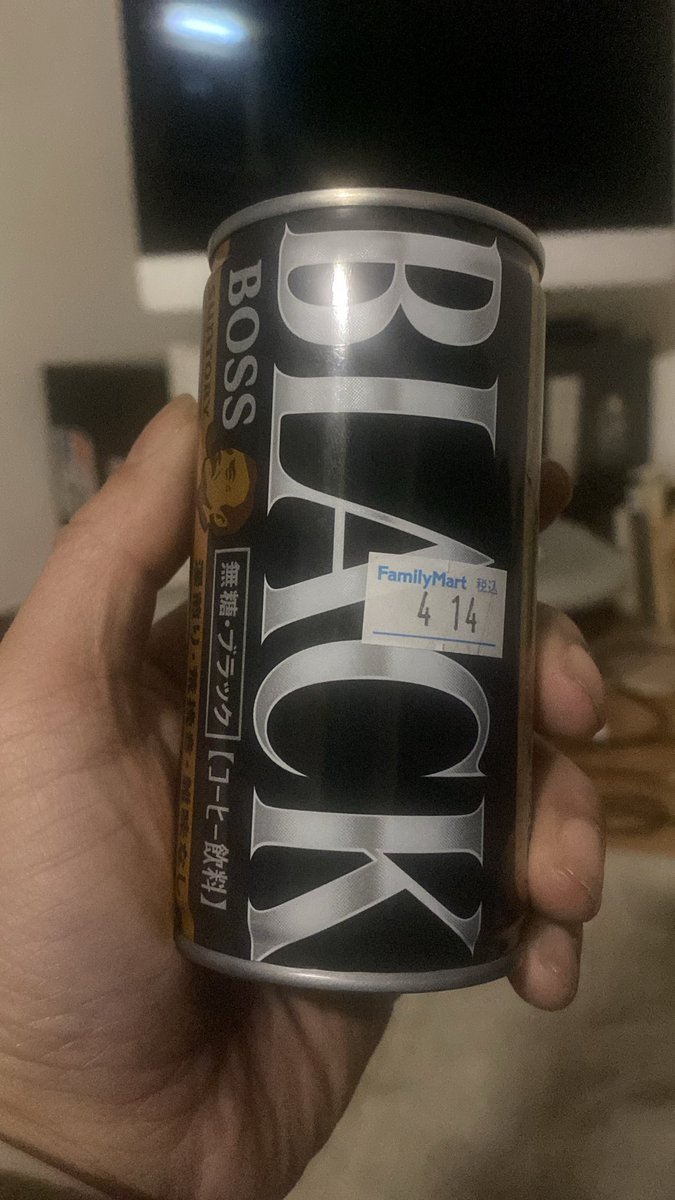 BLACK
BOSS
SUNTORY
無糖・ブラック
【コーヒー飲料】
FamilyMart 税込
4 14